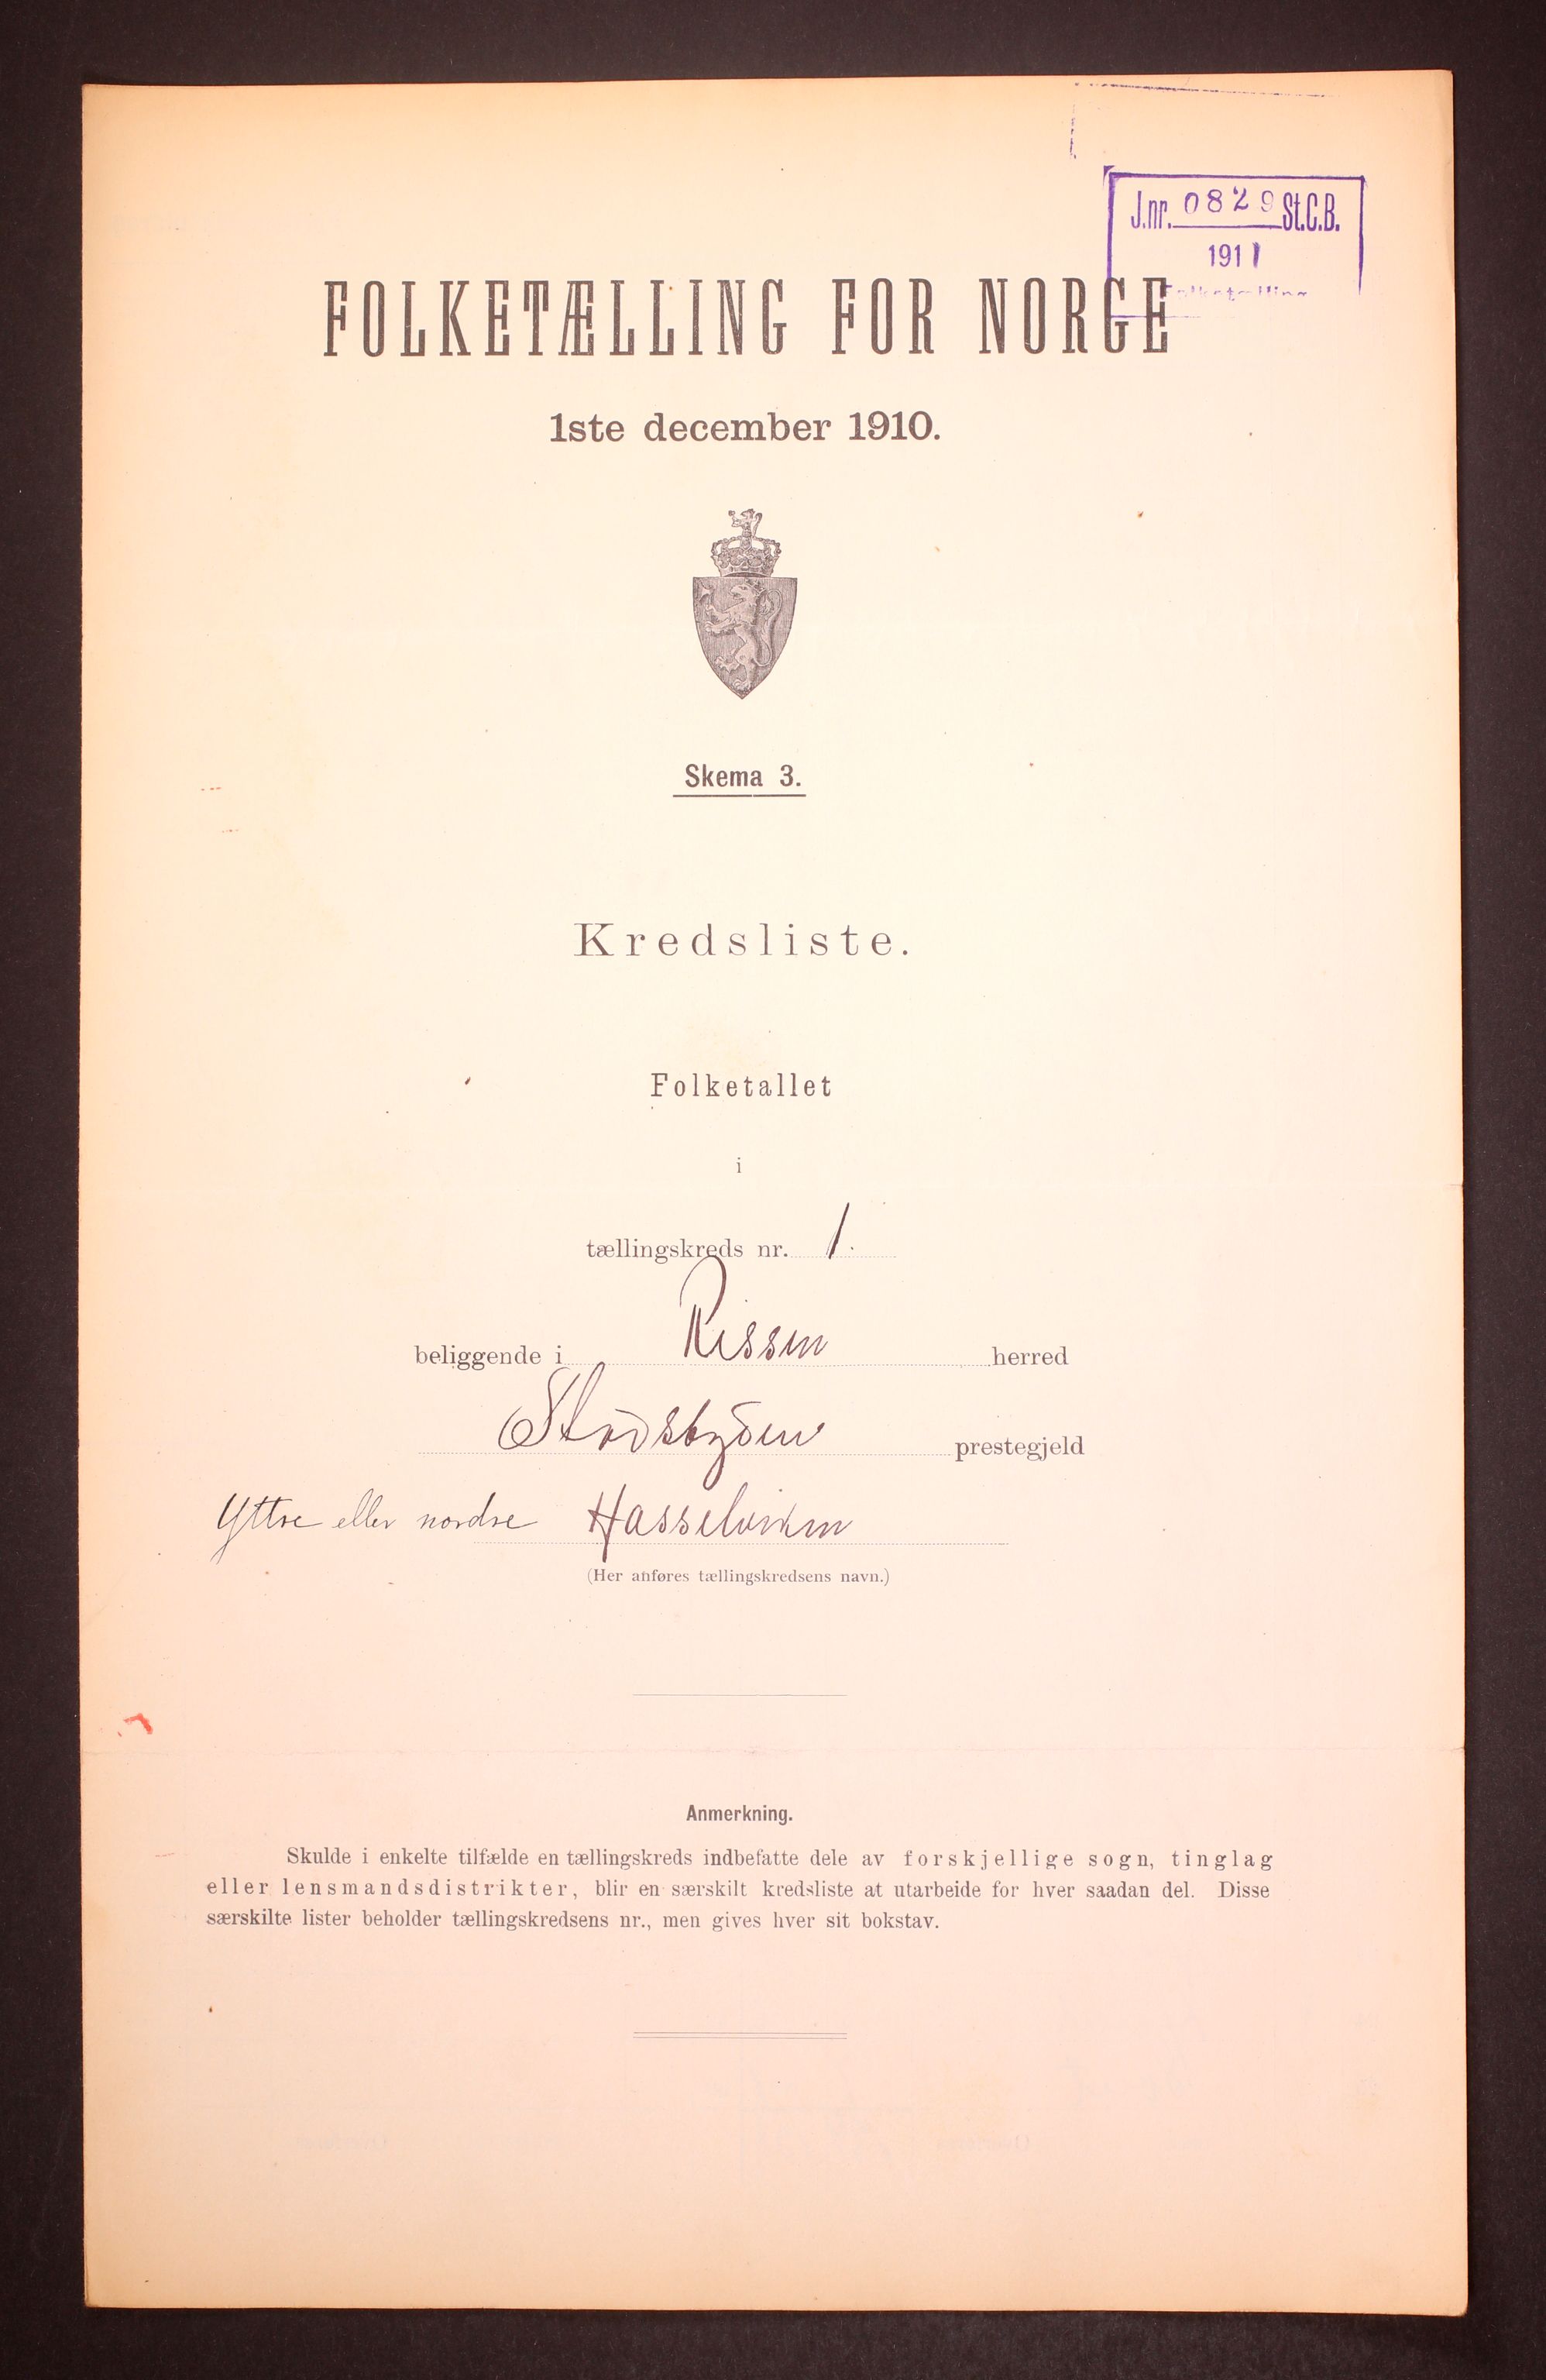 J.nr. 0829 St.C.B.
1911
Folketælling
FOLKETÆLLING FOR NORGE
1ste december 1910.
Skema 3.
Kredsliste.
Folketallet
i
tællingskreds nr. 1.
beliggende i Rissen herred
Stadsbygden prestegjeld
Yttre eller nordre Hasselviken
(Her anføres tællingskredsens navn.)
Anmerkning.
Skulde i enkelte tilfælde en tællingskreds indbefatte dele av forskjellige sogn, tinglag
eller lensmandsdistrikter, blir en særskilt kredsliste at utarbeide for hver saadan del. Disse
særskilte lister beholder tællingskredsens nr., men gives hver sit bokstav.